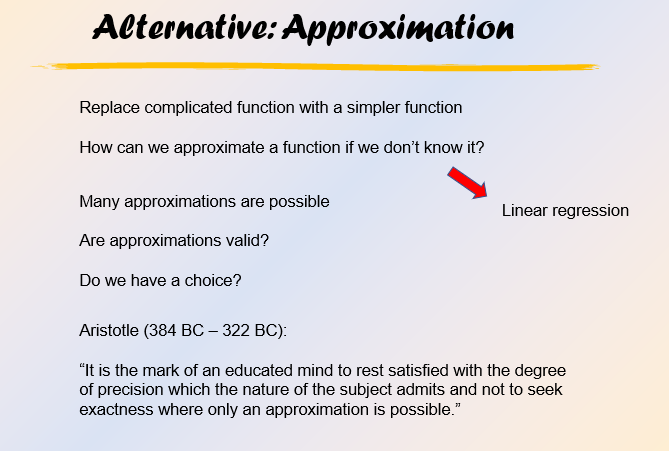 Alternative: Approximation
Replace complicated function with a simpler function
How can we approximate a function if we don’t know it?
Many approximations are possible
Linear regression
Are approximations valid?
Do we have a choice?
Aristotle (384 BC – 322 BC):
“It is the mark of an educated mind to rest satisfied with the degree
of precision which the nature of the subject admits and not to seek
exactness where only an approximation is possible.”